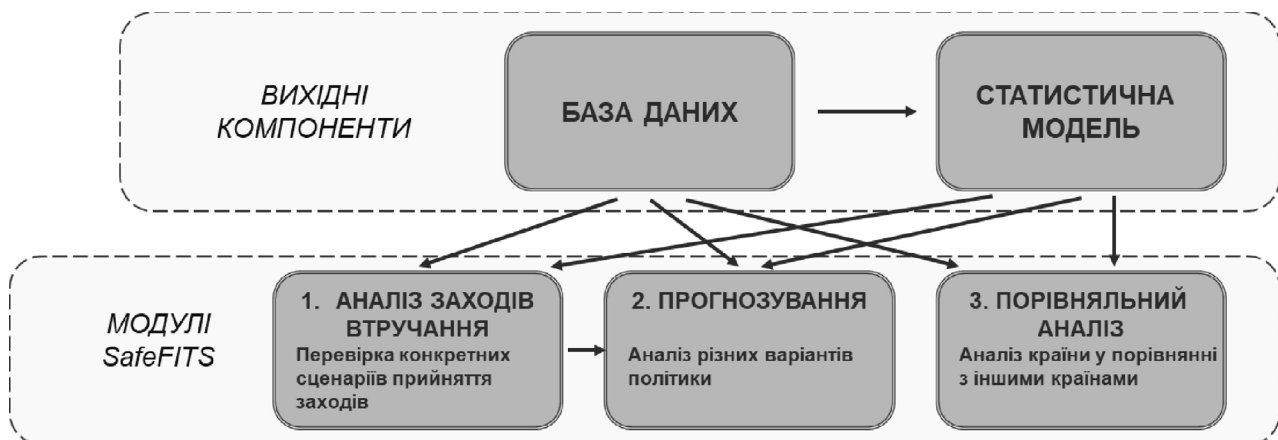 ВИХІДНІ
КОМПОНЕНТИ
БАЗА ДАНИХ
СТАТИСТИЧНА
МОДЕЛЬ
МОДУЛІ
SafeFITS
1. АНАЛІЗ ЗАХОДІВ
ВТРУЧАННЯ
Перевірка конкретних
сценаріїв прийняття
заходів
2. ПРОГНОЗУВАННЯ
Аналіз різних варіантів
політики
3. ПОРІВНЯЛЬНИЙ
АНАЛІЗ
Аналіз країни у порівнянні
з іншими країнами